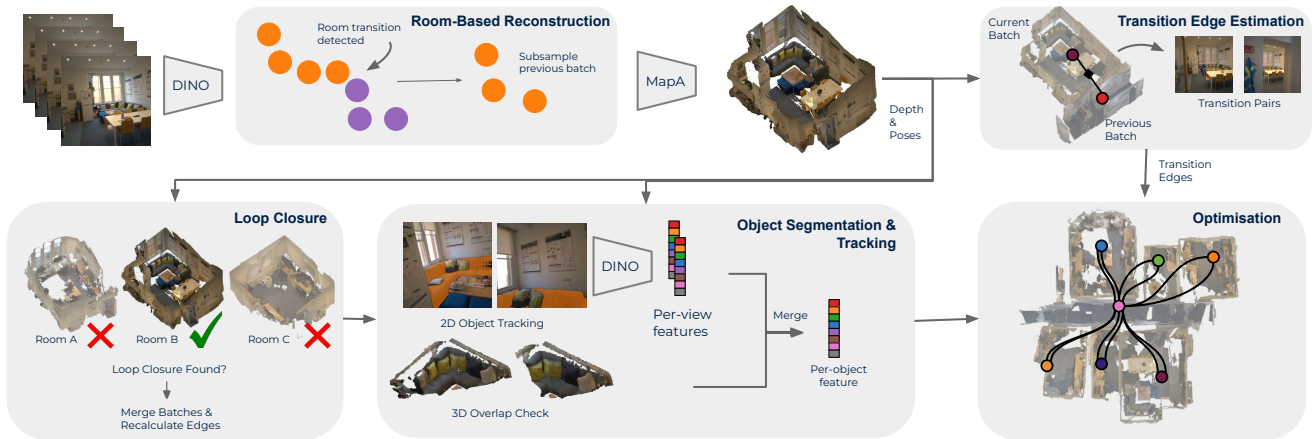 Room-Based Reconstruction
Room transition
detected
Subsample
previous batch
DINO
MapA
Depth
&
Poses
Transition Edge Estimation
Current
Batch
Previous
Batch
Transition Pairs
Transition
Edges
Loop Closure
Room A
Room B
Room C
Loop Closure Found?
Merge Batches &
Recalculate Edges
Object Segmentation &
Tracking
2D Object Tracking
DINO
Per-view
features
3D Overlap Check
Merge
Per-object
feature
Optimisation